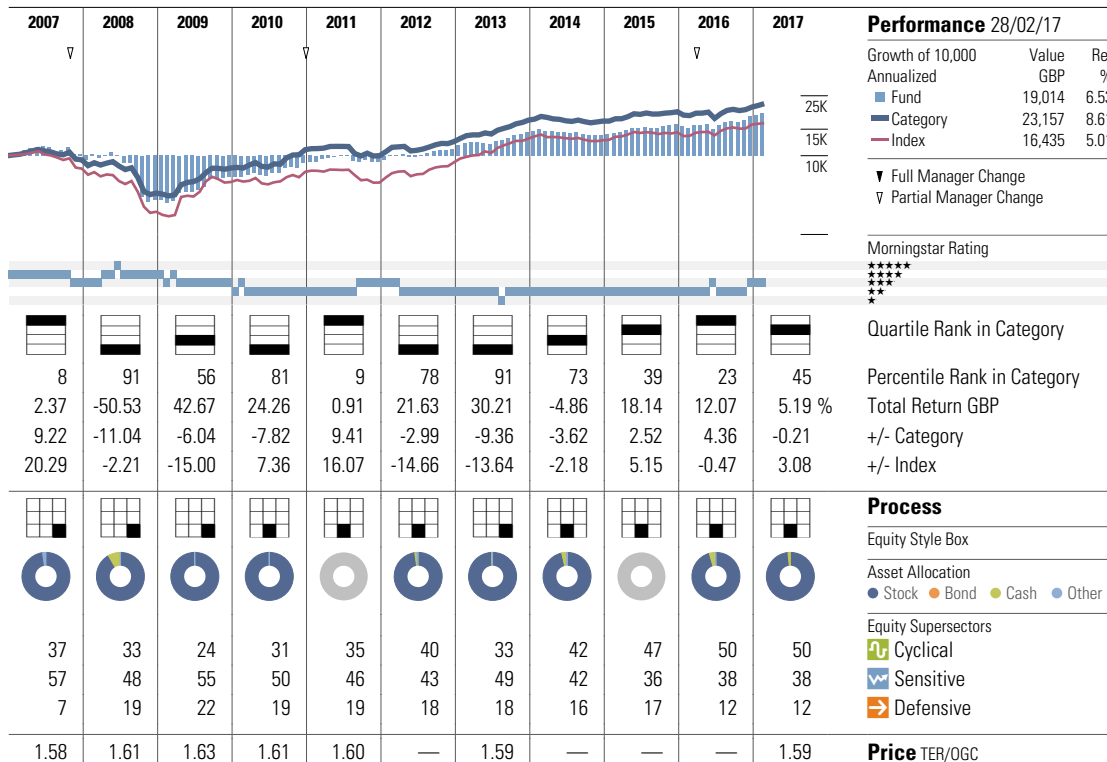 2007 2008 2009 2010 2011 2012 2013 2014 2015 2016 2017
25K
15K
10K
Performance 28/02/17
Growth of 10,000 Value
Annualized GBP %
Fund 19,014
Category 23,157
Index 16,435
▼ Full Manager Change
▽ Partial Manager Change
Morningstar Rating
★★★★★
★★★★
★★★
★★
★
Quartile Rank in Category
8 91 56 81 9 78 91 73 39 23 45 Percentile Rank in Category
2.37 -50.53 42.67 24.26 0.91 21.63 30.21 -4.86 18.14 12.07 5.19 % Total Return GBP
9.22 -11.04 -6.04 -7.82 9.41 -2.99 -9.36 -3.62 2.52 4.36 -0.21 +/- Category
20.29 -2.21 -15.00 7.36 16.07 -14.66 -13.64 -2.18 5.15 -0.47 3.08 +/- Index
Process
Equity Style Box
Asset Allocation
Stock Bond Cash Other
Equity Supersectors
37 33 24 31 35 40 33 42 47 50 50 Cyclical
57 48 55 50 46 43 49 42 36 38 38 Sensitive
7 19 22 19 19 18 18 16 17 12 12 Defensive
1.58 1.61 1.63 1.61 1.60 — 1.59 — — — 1.59 Price TER/OGC